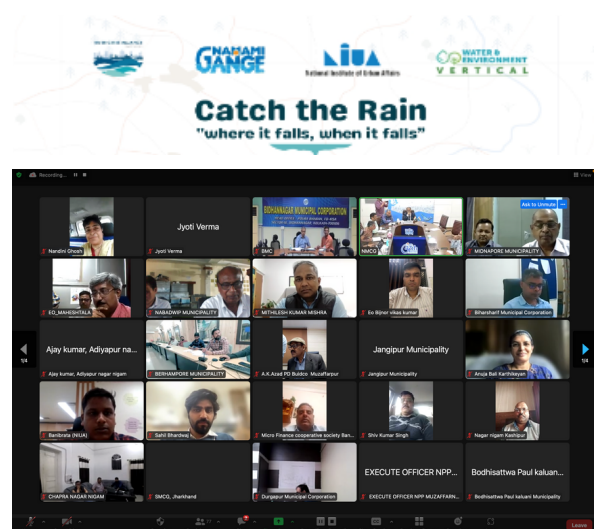 NAMAMI
GANGE
NIUA
National Institute of Urban Affairs
WATER &
ENVIRONMENT
VERTICAL
Catch the Rain
"where it falls, when it falls"
Recording...
View
BIDHANNAGAR MUNICIPAL CORPORATION
Ask to Unmute
Nandini Ghosh
Jyoti Verma
Jyoti Verma
BMC
NMCG
MIDNAPORE MUNICIPALITY
EO_MAHESHTALA
NABADWIP MUNICIPALITY
MITHILESH KUMAR MISHRA
Eo Bijnor vikas kumar
Biharsharif Municipal Corporation
Ajay kumar, Adiyapur na...
Ajay kumar, Adiyapur nagar nigam
BERHAMPORE MUNICIPALITY
A.K.Azad PD Buidco Muzaffarpur
Jangipur Municipality
Jangipur Municipality
Anuja Bali Karthikeyan
1/4
1/4
Banibrata (NIUA)
Sahil Bhardwaj
Micro Finance cooperative society Ban...
Shiv Kumar Singh
Nagar nigam Kashipur
CHAPRA NAGAR NIGAM
SMCG, Jharkhand
Durgapur Municipal Corporation
EXECUTE OFFICER NPP...
EXECUTE OFFICER NPP MUZAFFARN...
Bodhisattwa Paul kaluan...
Bodhisattwa Paul kaluani Municipality
Leave